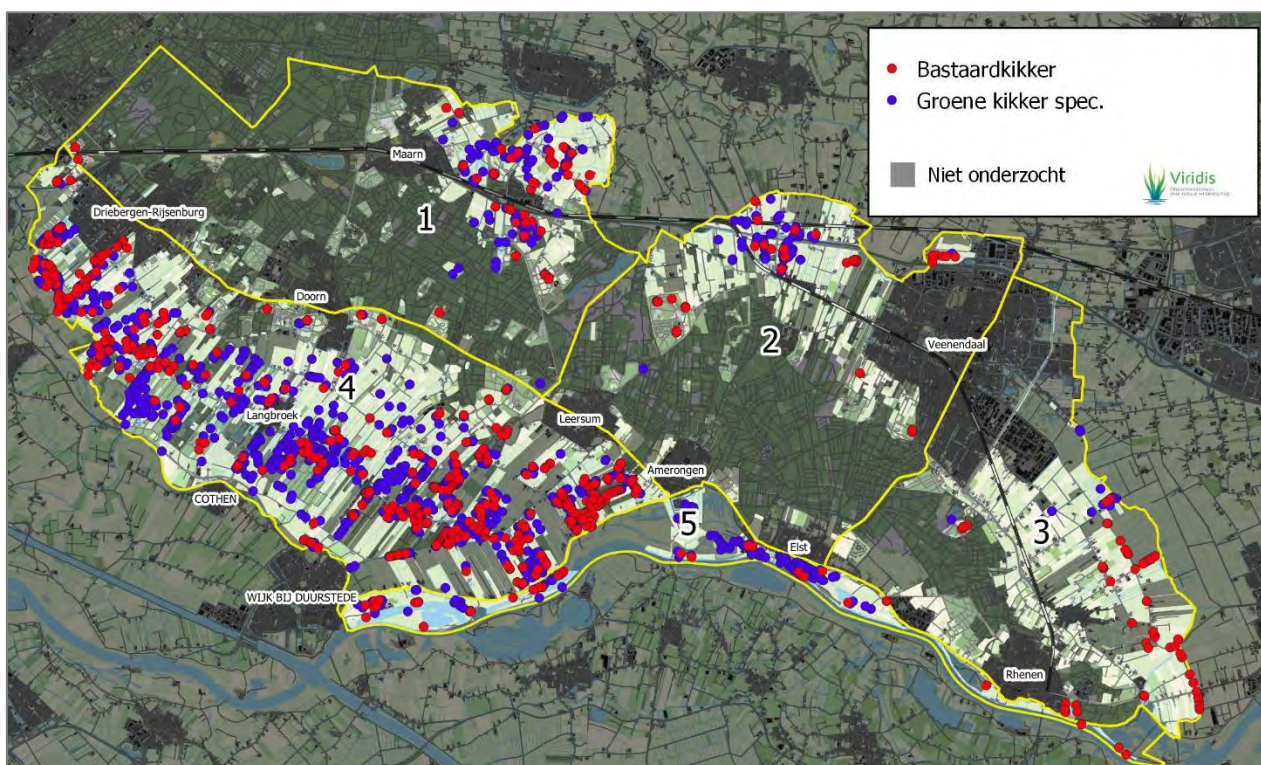 Bastaardkikker
Groene kikker spec.
Niet onderzocht
Viridis
Maarn
Driebergen-Rijsenburg
1
Doorn
2
Veenendaal
4
Langbroek
Leersum
Amerongen
COTHEN
5
3
Elst
WIJK BIJ DUURSTEDE
Rhenen